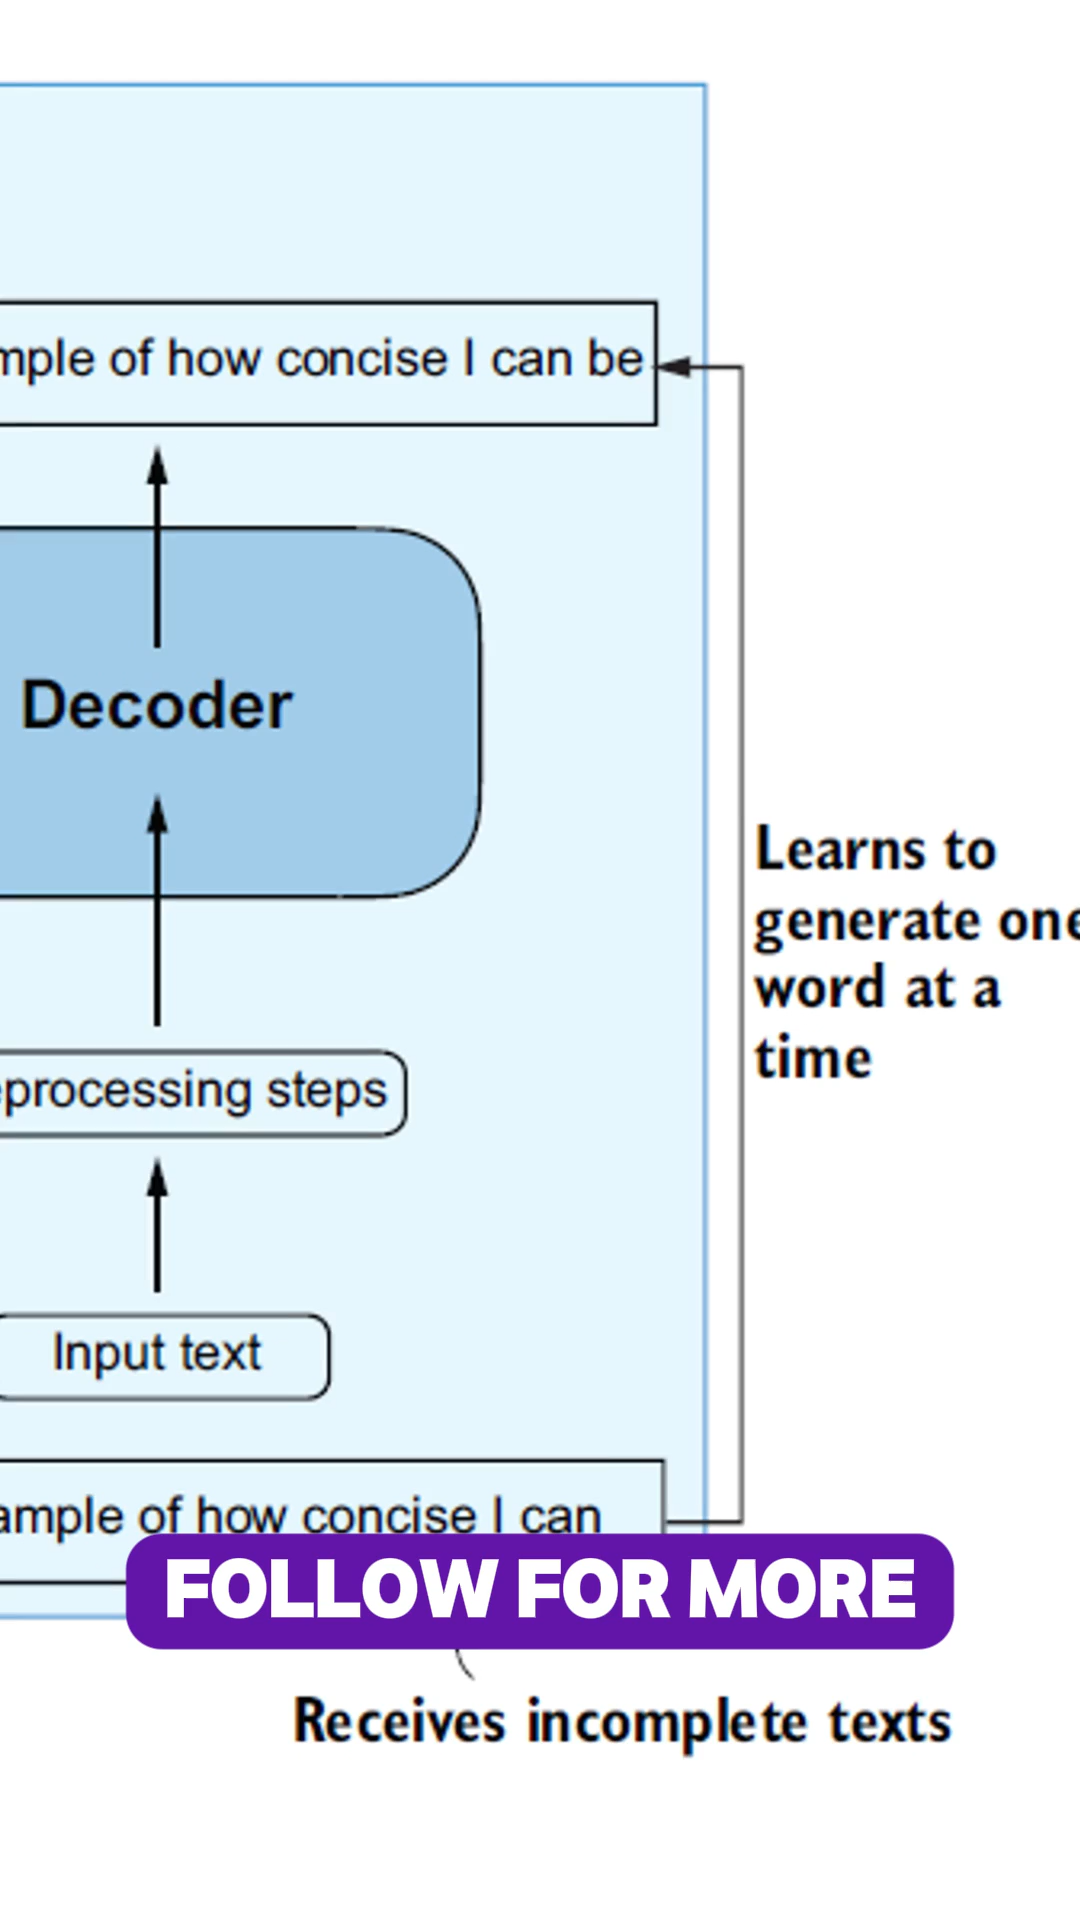 mple of how concise I can be
Decoder
Learns to
generate one
word at a
time
eprocessing steps
Input text
ample of how concise I can
FOLLOW FOR MORE
Receives incomplete texts